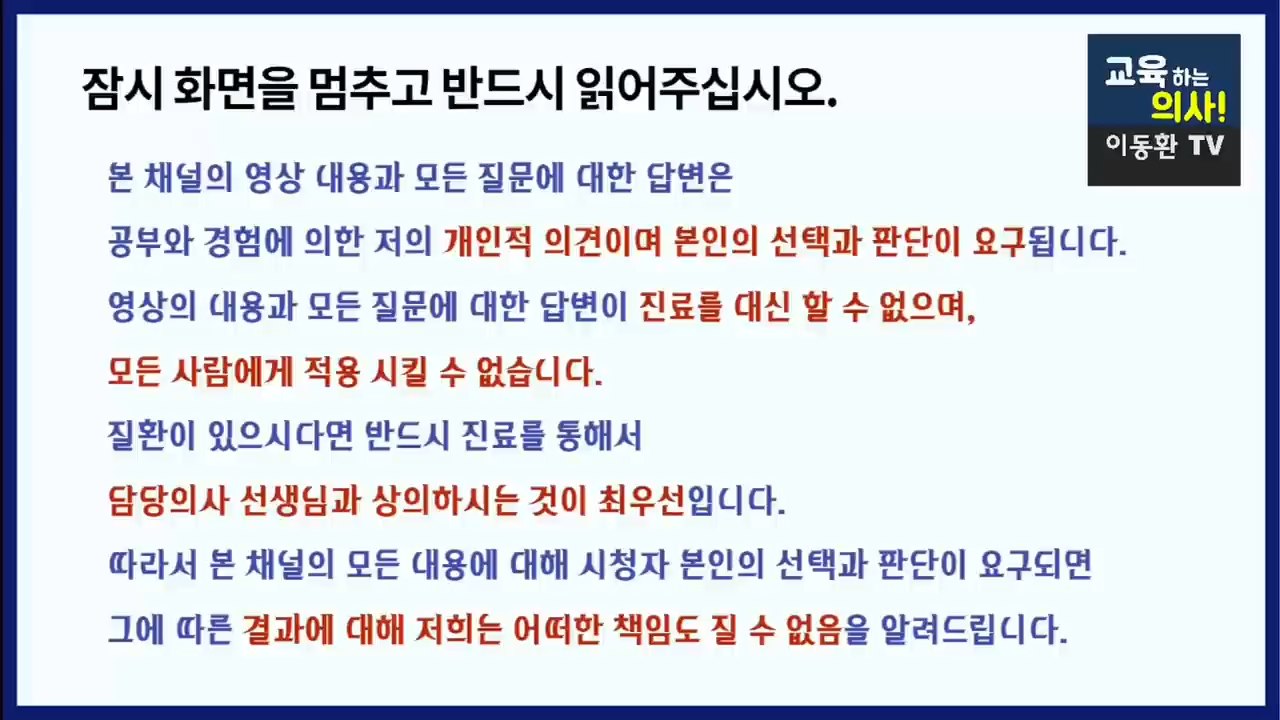 잠시 화면을 멈추고 반드시 읽어주십시오.
교육하는
의사!
이동환 TV
본 채널의 영상 내용과 모든 질문에 대한 답변은
공부와 경험에 의한 저의 개인적 의견이며 본인의 선택과 판단이 요구됩니다.
영상의 내용과 모든 질문에 대한 답변이 진료를 대신 할 수 없으며,
모든 사람에게 적용 시킬 수 없습니다.
질환이 있으시다면 반드시 진료를 통해서
담당의사 선생님과 상의하시는 것이 최우선입니다.
따라서 본 채널의 모든 내용에 대해 시청자 본인의 선택과 판단이 요구되면
그에 따른 결과에 대해 저희는 어떠한 책임도 질 수 없음을 알려드립니다.